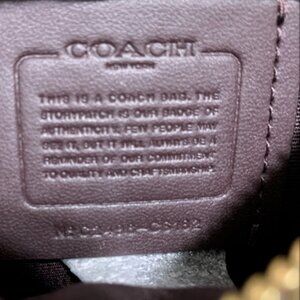 COACH
NEW YORK
THIS IS A COACH BAG. THE
STORYPATCH IS OUR BADGE OF
AUTHENTICITY. FEW PEOPLE MAY
SEE IT, BUT IT WILL ALWAYS BE A
REMINDER OF OUR COMMITMENT
TO QUALITY AND CRAFTSMANSHIP.